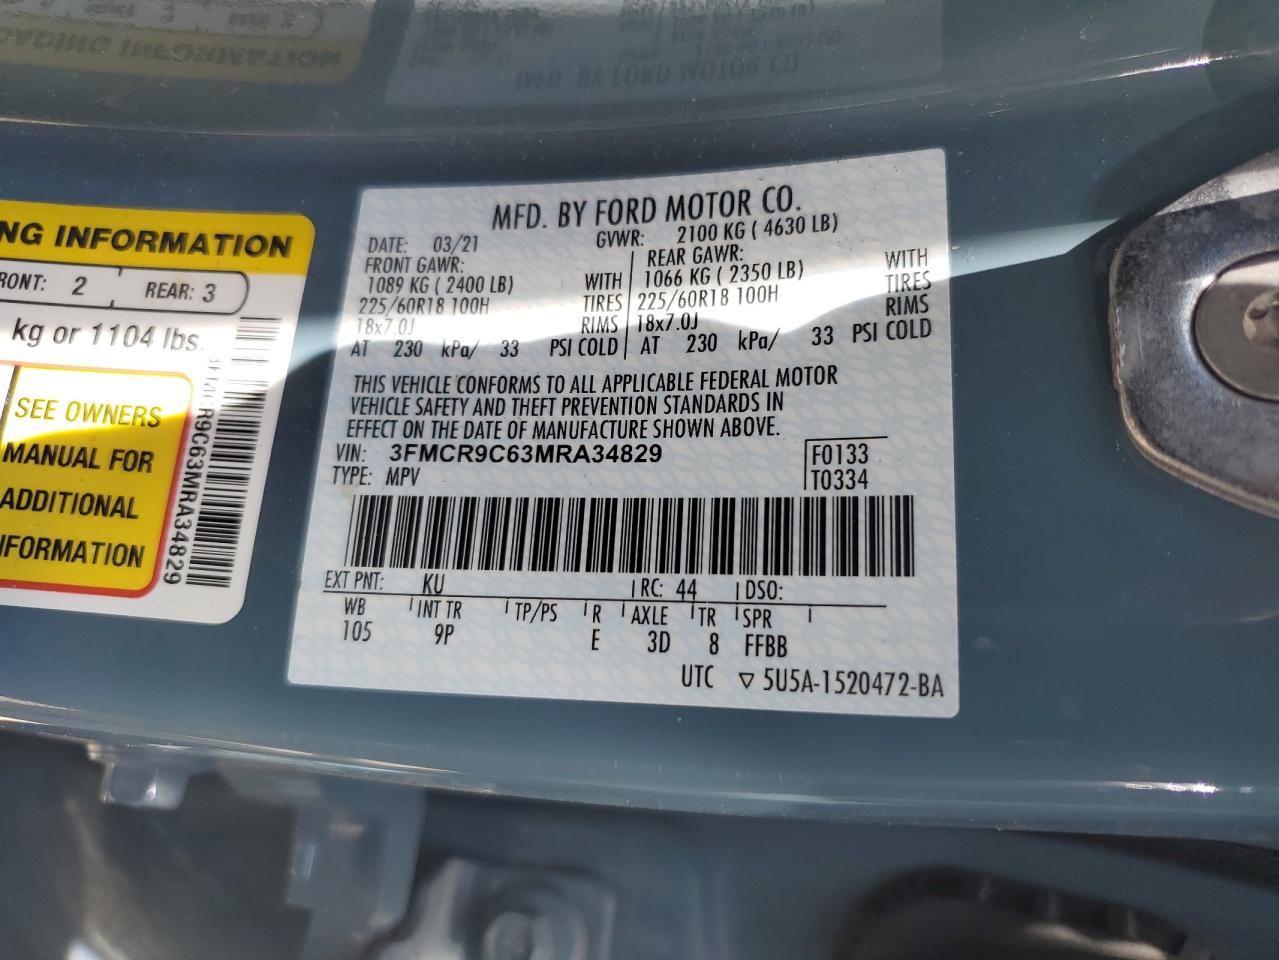 NG INFORMATION
RONT: 2 REAR: 3
kg or 1104 lbs.
SEE OWNERS
MANUAL FOR
ADDITIONAL
FORMATION
R9C63MRA34829
MFD. BY FORD MOTOR CO.
DATE: 03/21 GVWR: 2100 KG ( 4630 LB)
FRONT GAWR: REAR GAWR:
1089 KG ( 2400 LB) WITH 1066 KG ( 2350 LB) WITH
225/60R18 100H TIRES 225/60R18 100H TIRES
18x7.0J RIMS 18x7.0J RIMS
AT 230 kPa/ 33 PSI COLD AT 230 kPa/ 33 PSI COLD
THIS VEHICLE CONFORMS TO ALL APPLICABLE FEDERAL MOTOR
VEHICLE SAFETY AND THEFT PREVENTION STANDARDS IN
EFFECT ON THE DATE OF MANUFACTURE SHOWN ABOVE.
VIN: 3FMCR9C63MRA34829 F0133
TYPE: MPV T0334
EXT PNT: KU RC: 44 DSO:
WB INT TR TP/PS R AXLE TR SPR
105 9P E 3D 8 FFBB
UTC ▽ 5U5A-1520472-BA